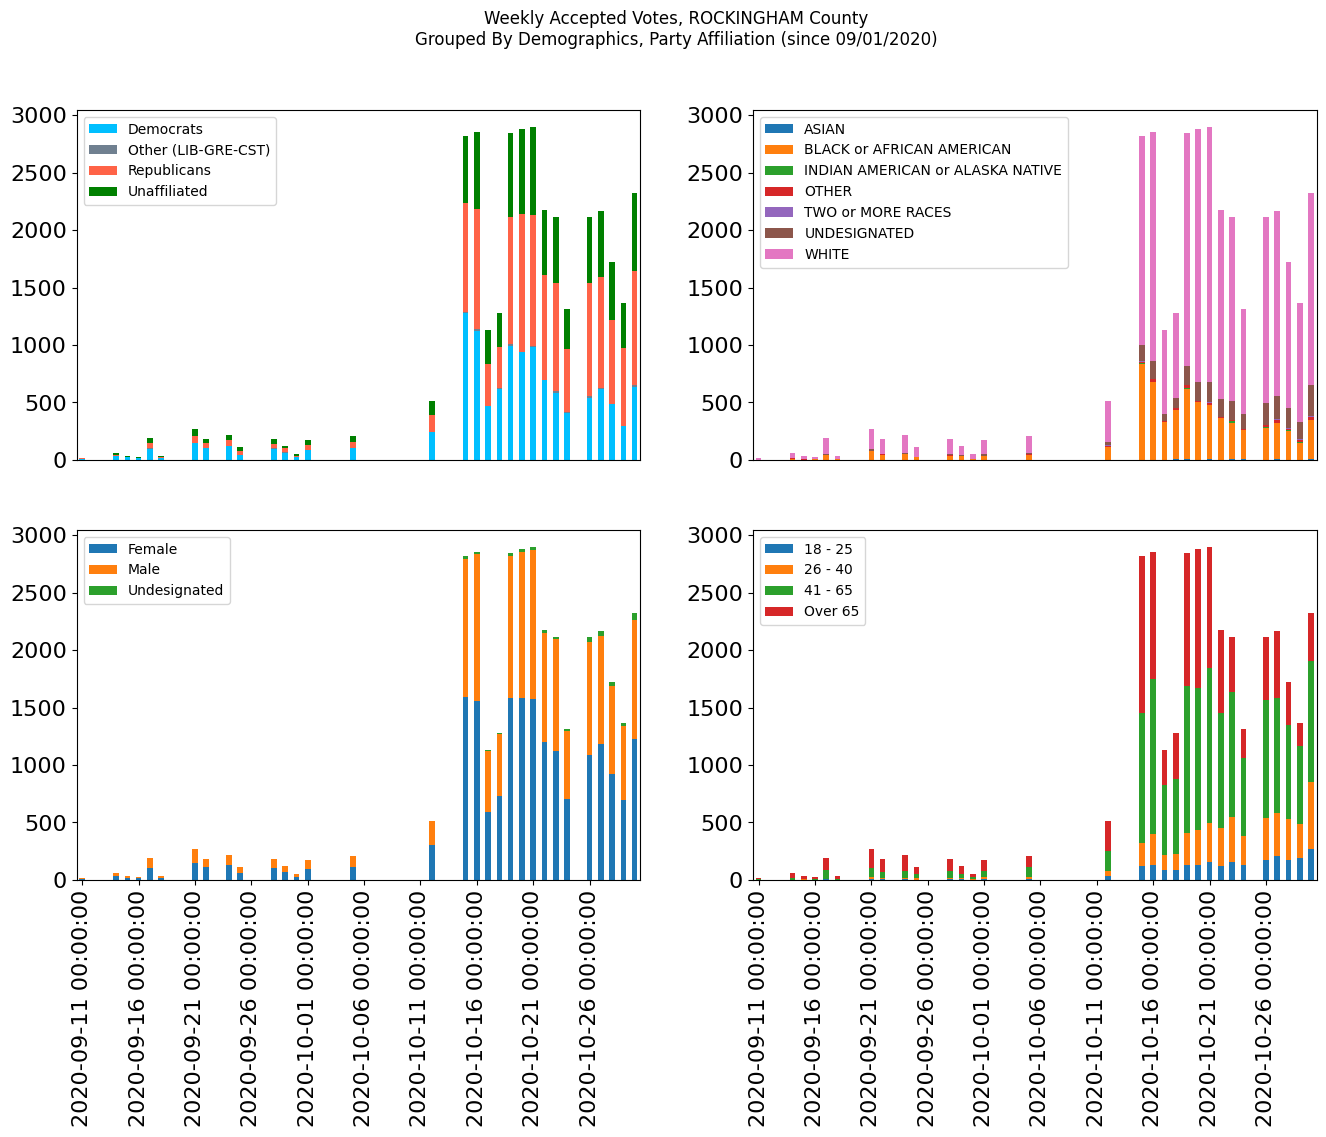 Weekly Accepted Votes, ROCKINGHAM County
Grouped By Demographics, Party Affiliation (since 09/01/2020)
3000
2500
2000
1500
1000
500
0
Democrats
Other (LIB-GRE-CST)
Republicans
Unaffiliated
3000
2500
2000
1500
1000
500
0
ASIAN
BLACK or AFRICAN AMERICAN
INDIAN AMERICAN or ALASKA NATIVE
OTHER
TWO or MORE RACES
UNDESIGNATED
WHITE
3000
2500
2000
1500
1000
500
0
Female
Male
Undesignated
2020-09-11 00:00:00
2020-09-16 00:00:00
2020-09-21 00:00:00
2020-09-26 00:00:00
2020-10-01 00:00:00
2020-10-06 00:00:00
2020-10-11 00:00:00
2020-10-16 00:00:00
2020-10-21 00:00:00
2020-10-26 00:00:00
3000
2500
2000
1500
1000
500
0
18 - 25
26 - 40
41 - 65
Over 65
2020-09-11 00:00:00
2020-09-16 00:00:00
2020-09-21 00:00:00
2020-09-26 00:00:00
2020-10-01 00:00:00
2020-10-06 00:00:00
2020-10-11 00:00:00
2020-10-16 00:00:00
2020-10-21 00:00:00
2020-10-26 00:00:00